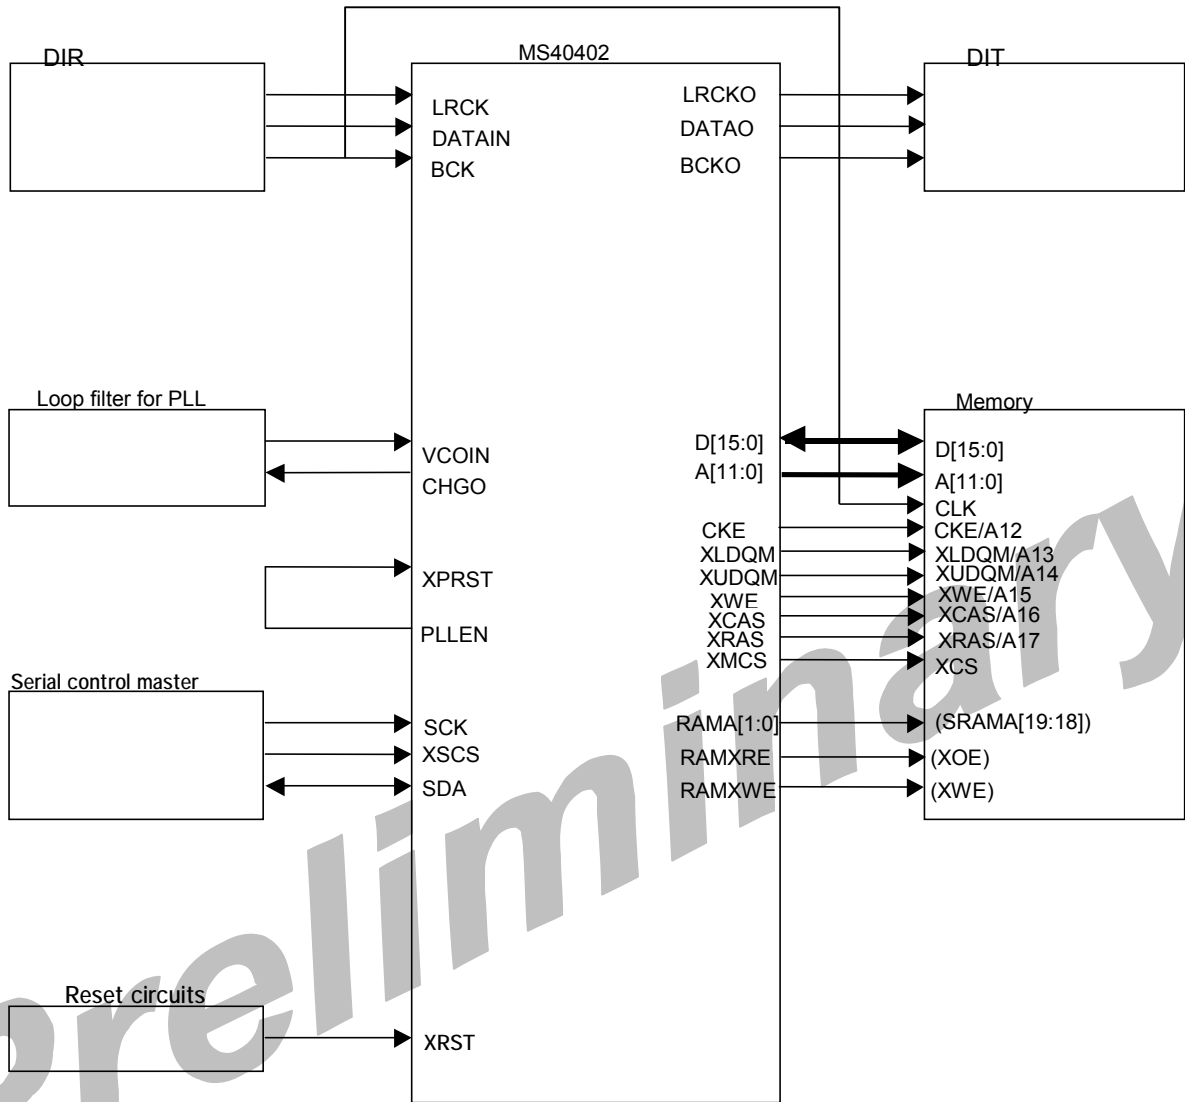 DIR
MS40402
DIT
LRCK
DATAIN
BCK
LRCKO
DATAO
BCKO
Loop filter for PLL
VCOIN
CHGO
XPRST
PLLEN
Serial control master
SCK
XSCS
SDA
Reset circuits
XRST
D[15:0]
A[11:0]
CKE
XLDQM
XUDQM
XWE
XCAS
XRAS
XMCS
RAMA[1:0]
RAMXRE
RAMXWE
Memory
D[15:0]
A[11:0]
CLK
CKE/A12
XLDQM/A13
XUDQM/A14
XWE/A15
XCAS/A16
XRAS/A17
XCS
(SRAMA[19:18])
(XOE)
(XWE)
Preliminary